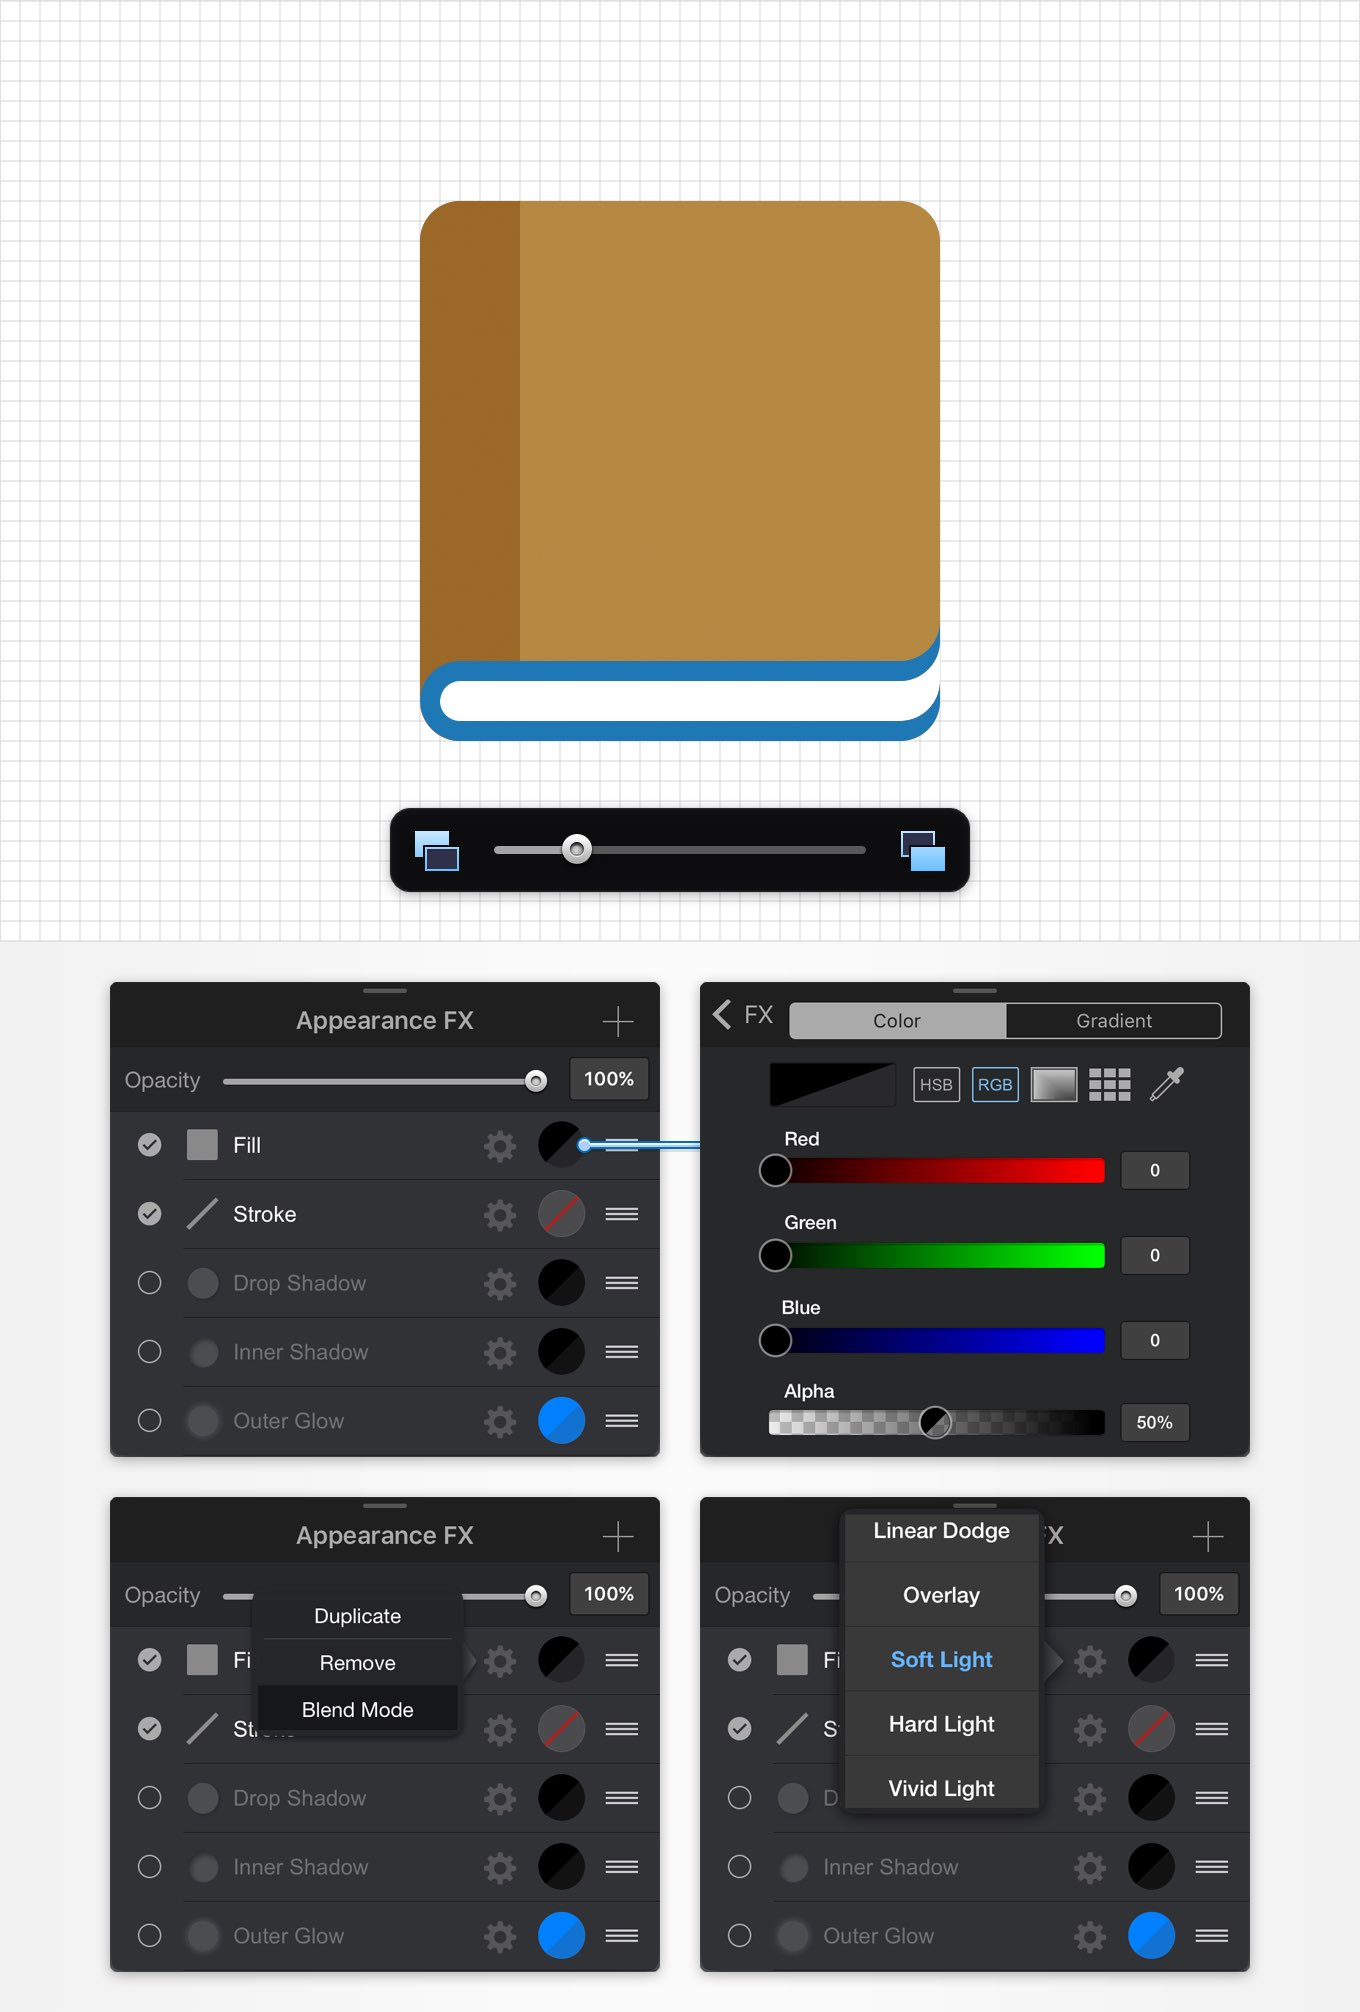 Appearance FX
Opacity 100%
Fill
Stroke
Drop Shadow
Inner Shadow
Outer Glow
FX Color Gradient
HSB RGB
Red
0
Green
0
Blue
0
Alpha
50%
Appearance FX
Opacity 100%
Duplicate
Fi
Remove
Blend Mode
St
Drop Shadow
Inner Shadow
Outer Glow
Linear Dodge
FX
Opacity 100%
Overlay
Fi
Soft Light
S
Hard Light
D
Vivid Light
Inner Shadow
Outer Glow